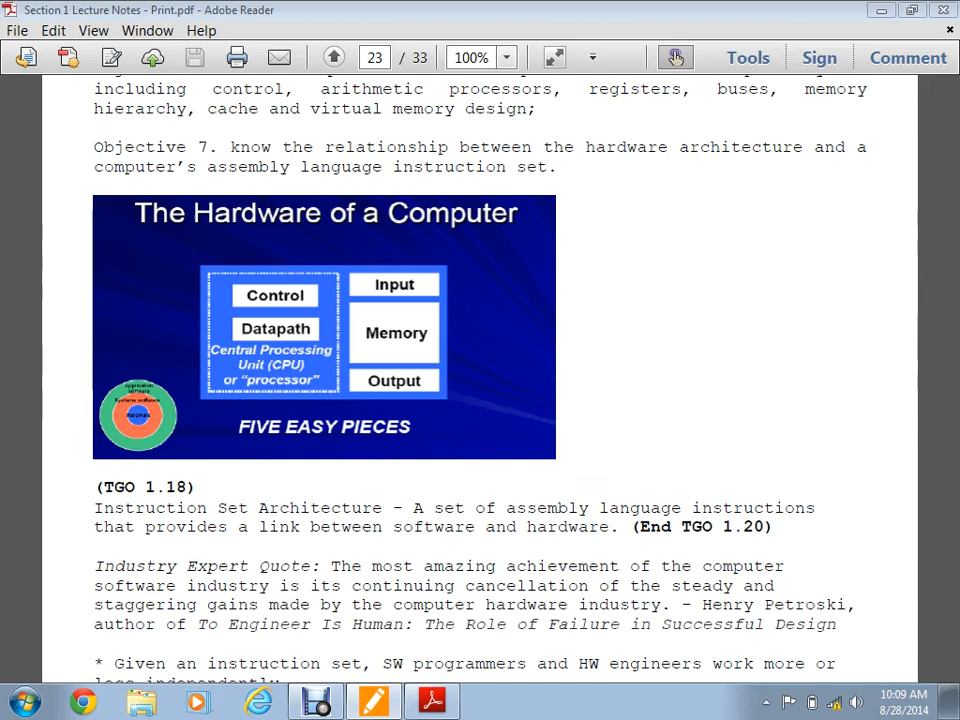 Section 1 Lecture Notes - Print.pdf - Adobe Reader
File Edit View Window Help
23 / 33 100% Tools Sign Comment
including control, arithmetic processors, registers, buses, memory
hierarchy, cache and virtual memory design;
Objective 7. know the relationship between the hardware architecture and a
computer's assembly language instruction set.
The Hardware of a Computer
Control
Datapath
Central Processing
Unit (CPU)
or "processor"
Input
Memory
Output
Application
software
Systems software
Hardware
FIVE EASY PIECES
(TGO 1.18)
Instruction Set Architecture - A set of assembly language instructions
that provides a link between software and hardware. (End TGO 1.20)
Industry Expert Quote: The most amazing achievement of the computer
software industry is its continuing cancellation of the steady and
staggering gains made by the computer hardware industry. - Henry Petroski,
author of To Engineer Is Human: The Role of Failure in Successful Design
* Given an instruction set, SW programmers and HW engineers work more or
less independently
10:09 AM
8/28/2014